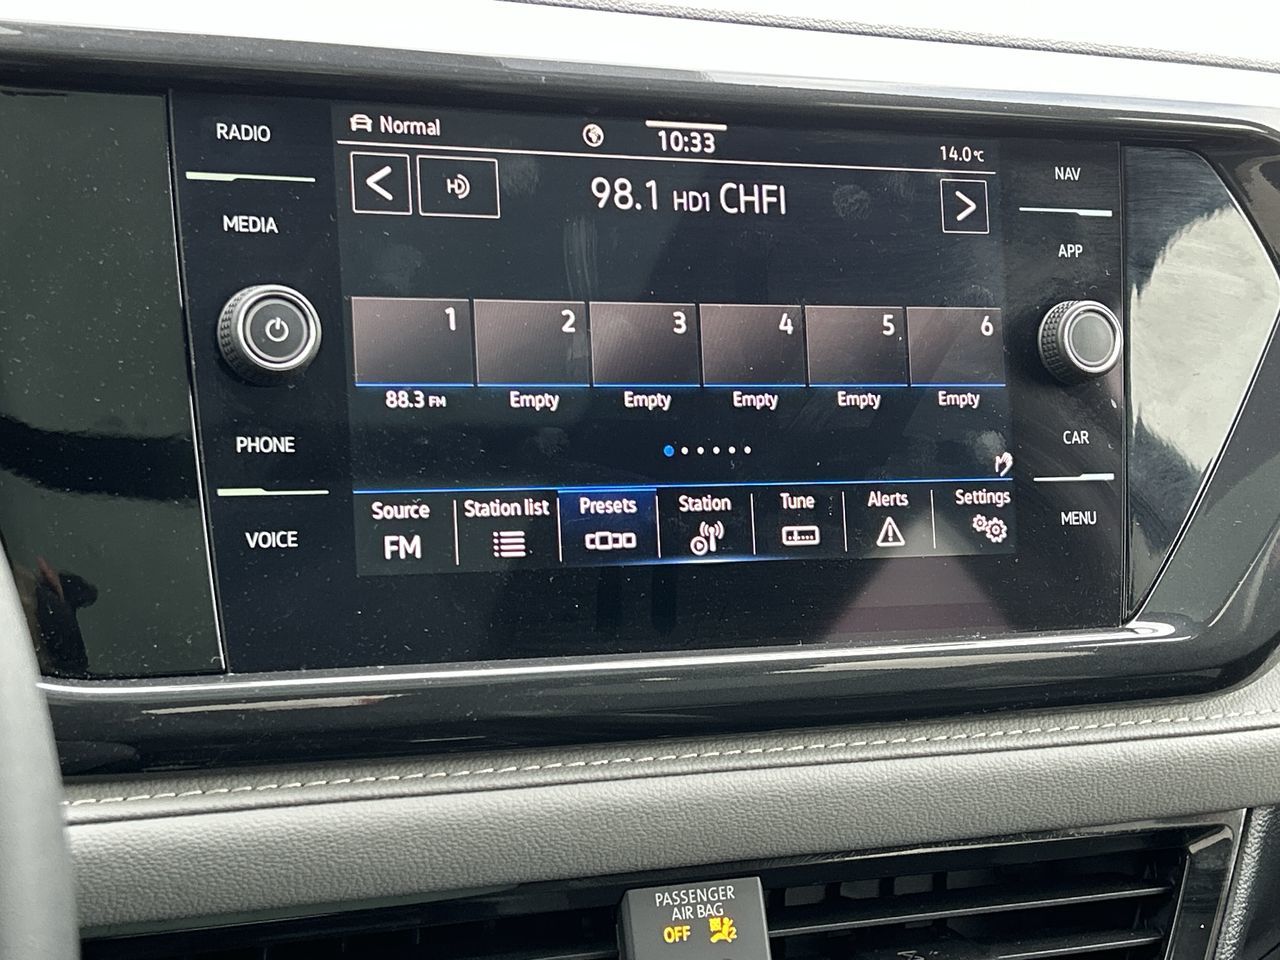 RADIO
MEDIA
PHONE
VOICE
Normal
10:33
14.0°C
HD
98.1 HD1 CHFI
1 2 3 4 5 6
88.3 FM Empty Empty Empty Empty Empty
Source Station list Presets Station Tune Alerts Settings
FM
NAV
APP
CAR
MENU
PASSENGER
AIR BAG
OFF 2